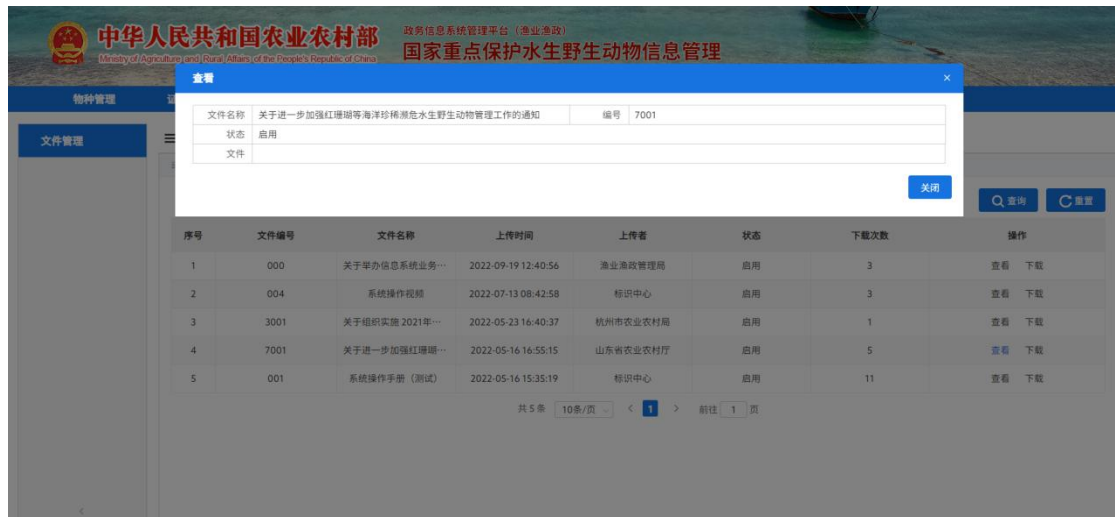 中华人民共和国农业农村部
Ministry of Agriculture and Rural Affairs of the People's Republic of China
政务信息系统管理平台（渔业渔政）
国家重点保护水生野生动物信息管理
查看 ×
物种管理
文件名称 关于进一步加强红珊瑚等海洋珍稀濒危水生野生动物管理工作的通知 编号 7001
状态 启用
文件
文件管理
关闭
查询 重置
序号 文件编号 文件名称 上传时间 上传者 状态 下载次数 操作
1 000 关于举办信息系统业务… 2022-09-19 12:40:56 渔业渔政管理局 启用 3 查看 下载
2 004 系统操作视频 2022-07-13 08:42:58 标识中心 启用 3 查看 下载
3 3001 关于组织实施 2021年… 2022-05-23 16:40:37 杭州市农业农村局 启用 1 查看 下载
4 7001 关于进一步加强红珊瑚… 2022-05-16 16:55:15 山东省农业农村厅 启用 5 查看 下载
5 001 系统操作手册（测试） 2022-05-16 15:35:19 标识中心 启用 11 查看 下载
共 5 条 10条/页 < 1 > 前往 1 页